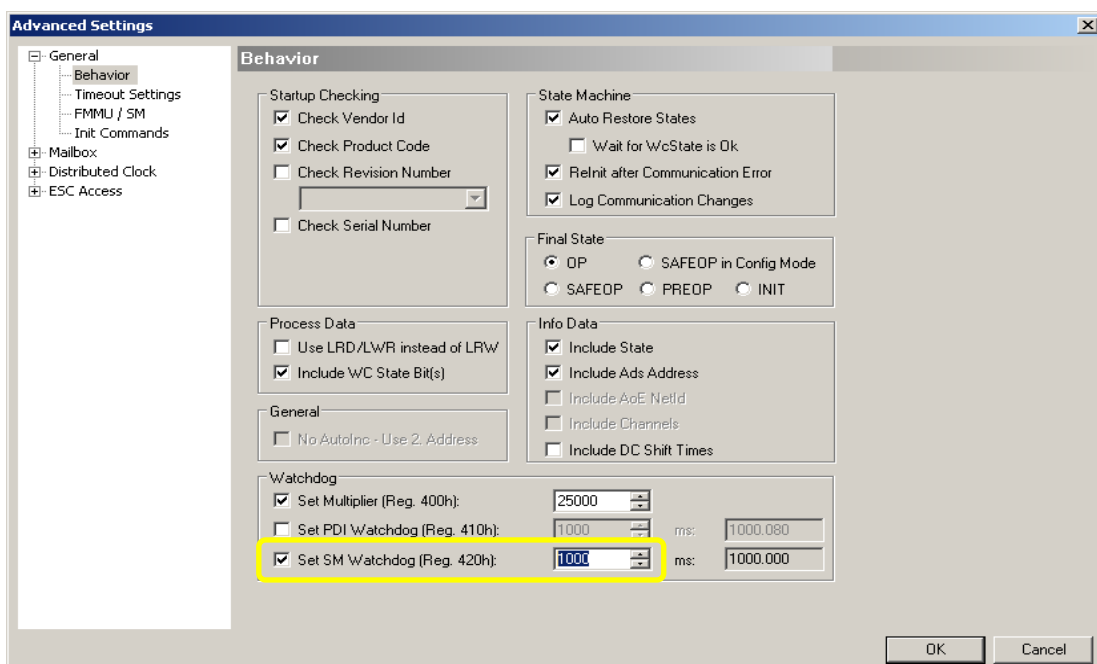 Advanced Settings
General
Behavior
Timeout Settings
FMMU / SM
Init Commands
Mailbox
Distributed Clock
ESC Access
Behavior
Startup Checking
Check Vendor Id
Check Product Code
Check Revision Number
Check Serial Number
State Machine
Auto Restore States
Wait for WcState is Ok
ReInit after Communication Error
Log Communication Changes
Final State
OP SAFEOP in Config Mode
SAFEOP PREOP INIT
Process Data
Use LRD/LWR instead of LRW
Include WC State Bit(s)
General
No AutoInc - Use 2. Address
Info Data
Include State
Include Ads Address
Include AoE NetId
Include Channels
Include DC Shift Times
Watchdog
Set Multiplier (Reg. 400h): 25000
Set PDI Watchdog (Reg. 410h): 1000 ms: 1000.080
Set SM Watchdog (Reg. 420h): 1000 ms: 1000.000
OK Cancel